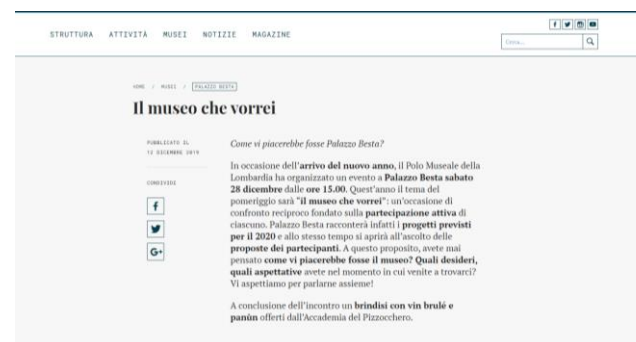 STRUTTURA ATTIVITÀ MUSEI NOTIZIE MAGAZINE
Cerca...
HOME / MUSEI / PALAZZO BESTA
Il museo che vorrei
PUBBLICATO IL
12 DICEMBRE 2019
CONDIVIDI
Come vi piacerebbe fosse Palazzo Besta?
In occasione dell'arrivo del nuovo anno, il Polo Museale della
Lombardia ha organizzato un evento a Palazzo Besta sabato
28 dicembre dalle ore 15.00. Quest'anno il tema del
pomeriggio sarà "il museo che vorrei": un'occasione di
confronto reciproco fondato sulla partecipazione attiva di
ciascuno. Palazzo Besta racconterà infatti i progetti previsti
per il 2020 e allo stesso tempo si aprirà all'ascolto delle
proposte dei partecipanti. A questo proposito, avete mai
pensato come vi piacerebbe fosse il museo? Quali desideri,
quali aspettative avete nel momento in cui venite a trovarci?
Vi aspettiamo per parlarne assieme!
A conclusione dell'incontro un brindisi con vin brulé e
panùn offerti dall'Accademia del Pizzocchero.